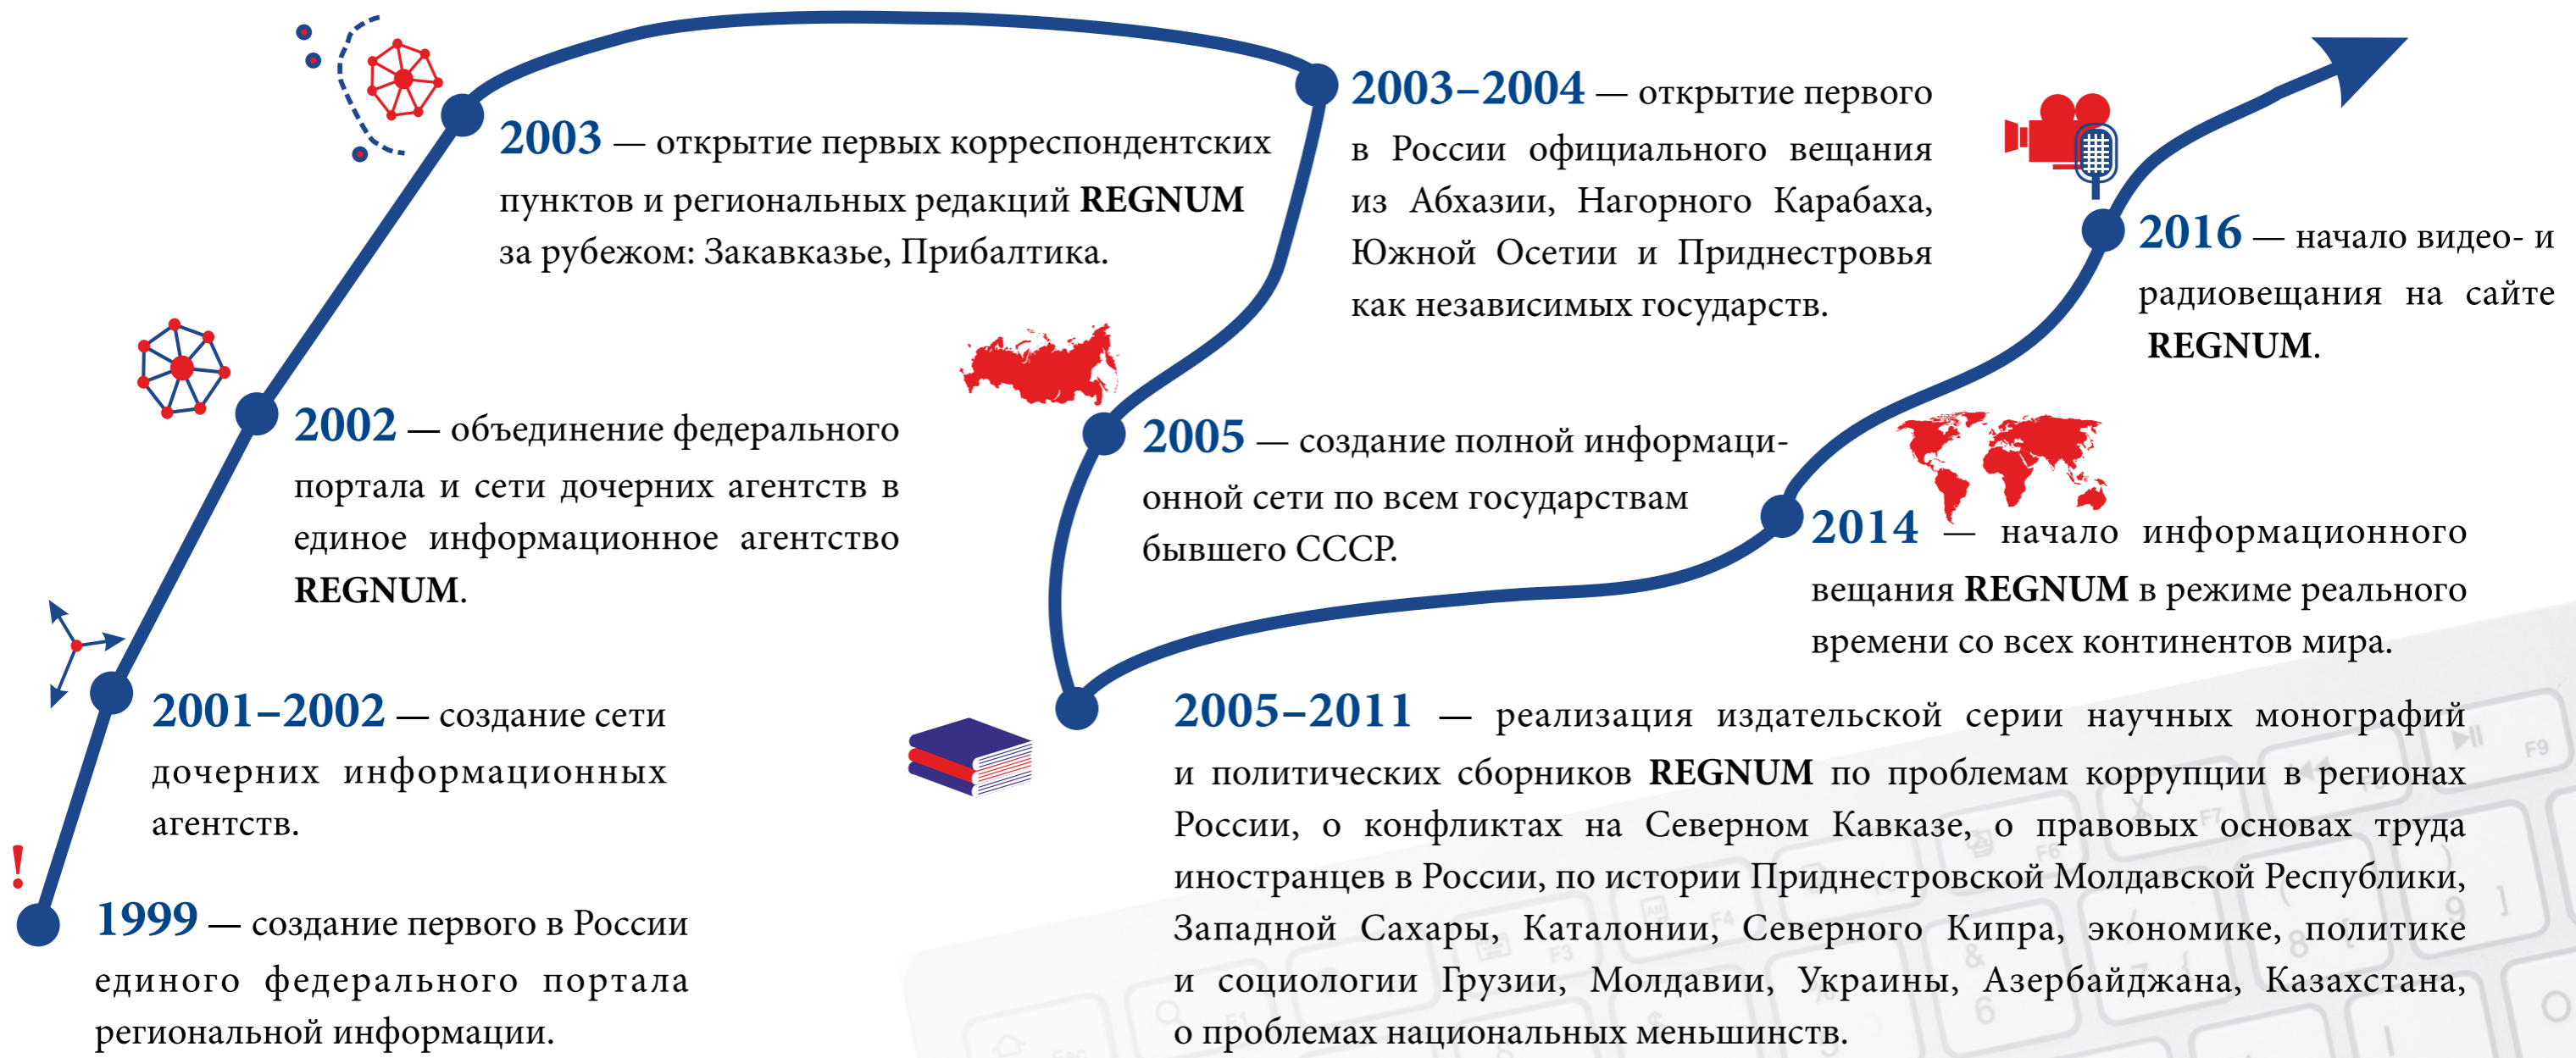 1999 — создание первого в России
единого федерального портала
региональной информации.
2001–2002 — создание сети
дочерних информационных
агентств.
2002 — объединение федерального
портала и сети дочерних агентств в
единое информационное агентство
REGNUM.
2003 — открытие первых корреспондентских
пунктов и региональных редакций REGNUM
за рубежом: Закавказье, Прибалтика.
2003–2004 — открытие первого
в России официального вещания
из Абхазии, Нагорного Карабаха,
Южной Осетии и Приднестровья
как независимых государств.
2005 — создание полной информаци-
онной сети по всем государствам
бывшего СССР.
2005–2011 — реализация издательской серии научных монографий
и политических сборников REGNUM по проблемам коррупции в регионах
России, о конфликтах на Северном Кавказе, о правовых основах труда
иностранцев в России, по истории Приднестровской Молдавской Республики,
Западной Сахары, Каталонии, Северного Кипра, экономике, политике
и социологии Грузии, Молдавии, Украины, Азербайджана, Казахстана,
о проблемах национальных меньшинств.
2014 — начало информационного
вещания REGNUM в режиме реального
времени со всех континентов мира.
2016 — начало видео- и
радиовещания на сайте
REGNUM.